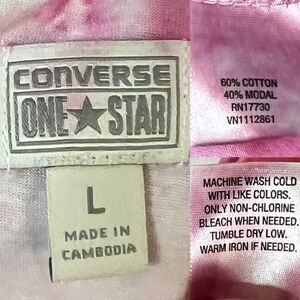 CONVERSE
ONE★STAR
L
MADE IN
CAMBODIA
60% COTTON
40% MODAL
RN17730
VN1112861
MACHINE WASH COLD
WITH LIKE COLORS.
ONLY NON-CHLORINE
BLEACH WHEN NEEDED.
TUMBLE DRY LOW.
WARM IRON IF NEEDED.